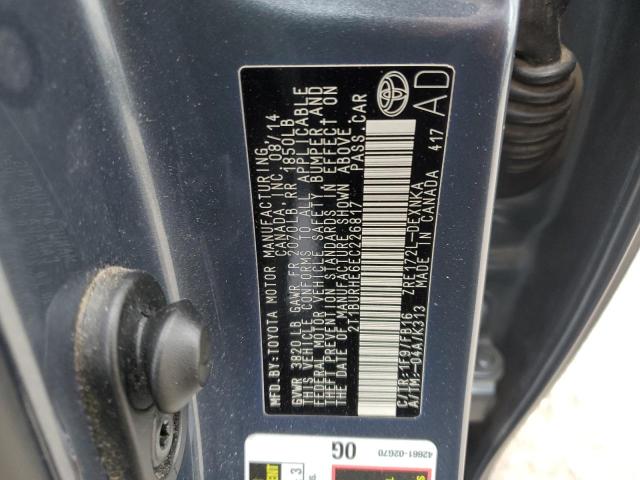 MFD.BY:TOYOTA MOTOR MANUFACTURING
CANADA, INC. 08/14
GVWR 3820LB GAWR FR 2070LB RR 1850LB
THIS VEHICLE CONFORMS TO ALL APPLICABLE
FEDERAL MOTOR VEHICLE SAFETY, BUMPER, AND
THEFT PREVENTION STANDARDS IN EFFECT ON
THE DATE OF MANUFACTURE SHOWN ABOVE.
2T1BURHE6EC226817 PASS.CAR
C/TR:1F9/FB16 ZRE172L-DEXNKA
A/TM:-04A/K313 MADE IN CANADA 417
AD
0G
42661-02G70
3